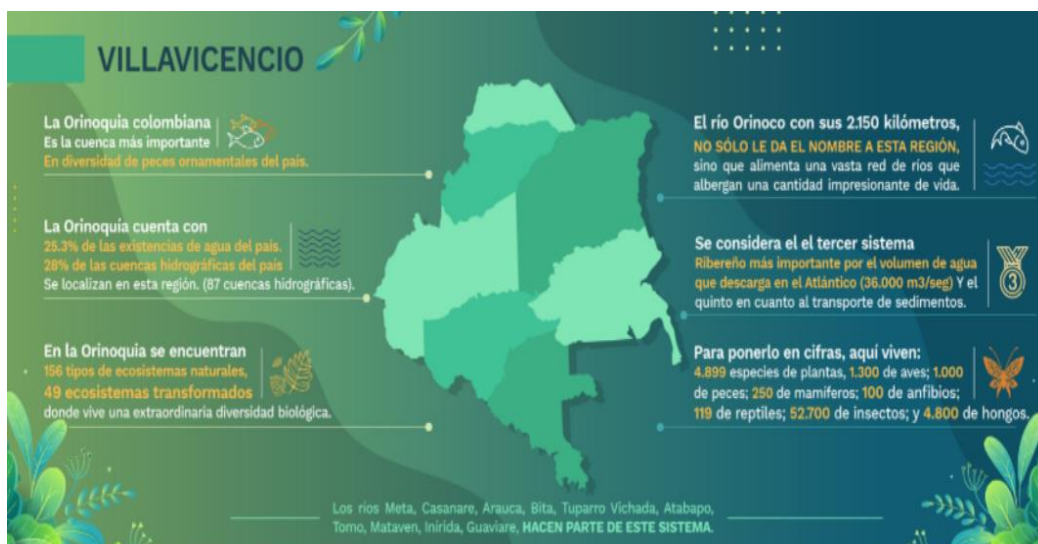 VILLAVICENCIO
La Orinoquia colombiana
Es la cuenca más importante
En diversidad de peces ornamentales del país.
La Orinoquía cuenta con
25.3% de las existencias de agua del país.
28% de las cuencas hidrográficas del país
Se localizan en esta región. (87 cuencas hidrográficas).
En la Orinoquia se encuentran
156 tipos de ecosistemas naturales,
49 ecosistemas transformados
donde vive una extraordinaria diversidad biológica.
El río Orinoco con sus 2.150 kilómetros,
NO SÓLO LE DA EL NOMBRE A ESTA REGIÓN,
sino que alimenta una vasta red de ríos que
albergan una cantidad impresionante de vida.
Se considera el el tercer sistema
Ribereño más importante por el volumen de agua
que descarga en el Atlántico (36.000 m3/seg) Y el
quinto en cuanto al transporte de sedimentos.
3
Para ponerlo en cifras, aquí viven:
4.899 especies de plantas, 1.300 de aves; 1.000
de peces; 250 de mamíferos; 100 de anfibios;
119 de reptiles; 52.700 de insectos; y 4.800 de hongos.
Los ríos Meta, Casanare, Arauca, Bita, Tuparro Vichada, Atabapo,
Tomo, Mataven, Inírida, Guaviare, HACEN PARTE DE ESTE SISTEMA.